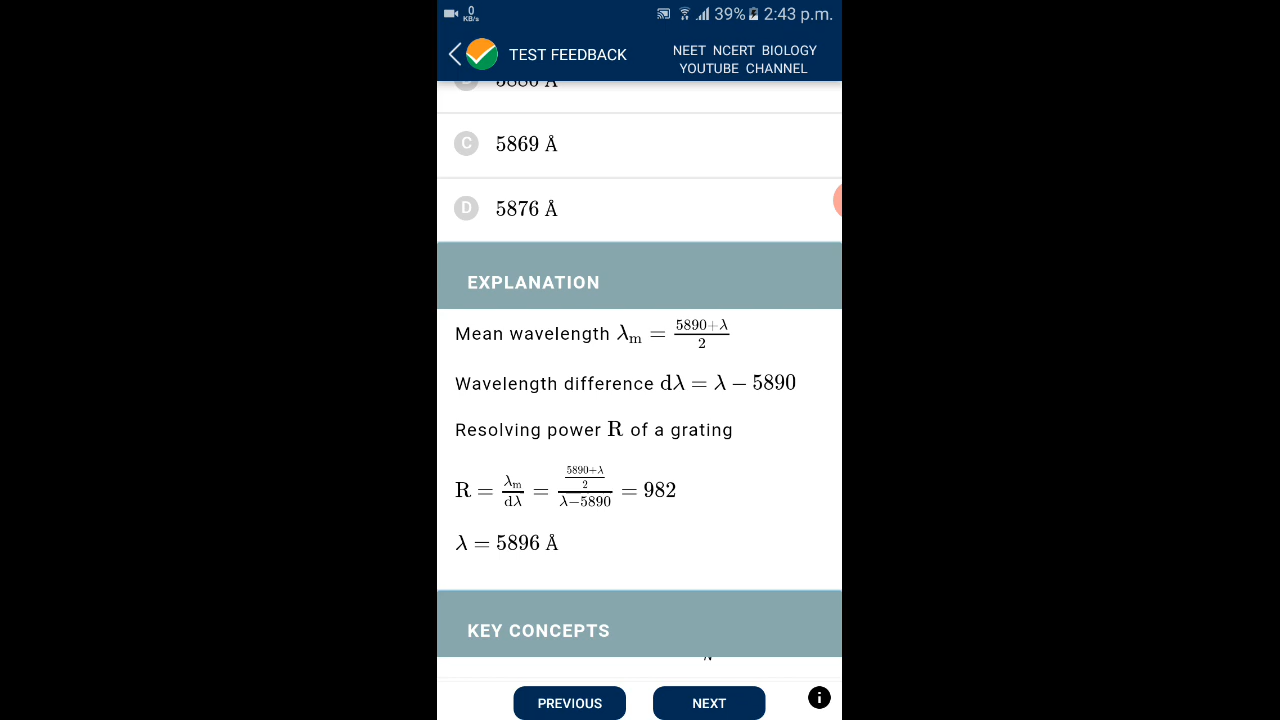 0
KB/s
39% 2:43 p.m.
TEST FEEDBACK
NEET NCERT BIOLOGY
YOUTUBE CHANNEL
5880 Å
C 5869 Å
D 5876 Å
EXPLANATION
Mean wavelength λm = (5890+λ)/2
Wavelength difference dλ = λ − 5890
Resolving power R of a grating
R = λm/dλ = ((5890+λ)/2)/(λ−5890) = 982
λ = 5896 Å
KEY CONCEPTS
PREVIOUS
NEXT
i